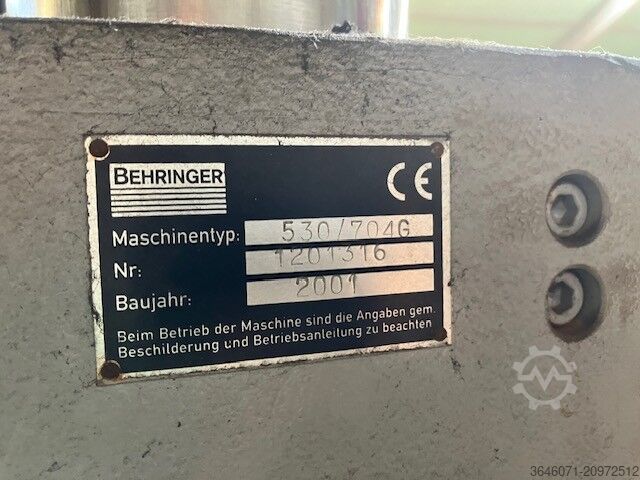 BEHRINGER
CE
Maschinentyp: 530/704G
Nr: 1201316
Baujahr: 2001
Beim Betrieb der Maschine sind die Angaben gem.
Beschilderung und Betriebsanleitung zu beachten
3646071-20972512